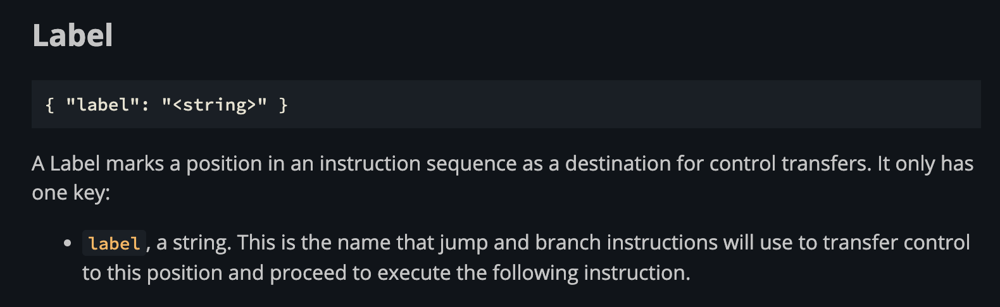 Label
{ "label": "<string>" }
A Label marks a position in an instruction sequence as a destination for control transfers. It only has
one key:
• label, a string. This is the name that jump and branch instructions will use to transfer control
to this position and proceed to execute the following instruction.